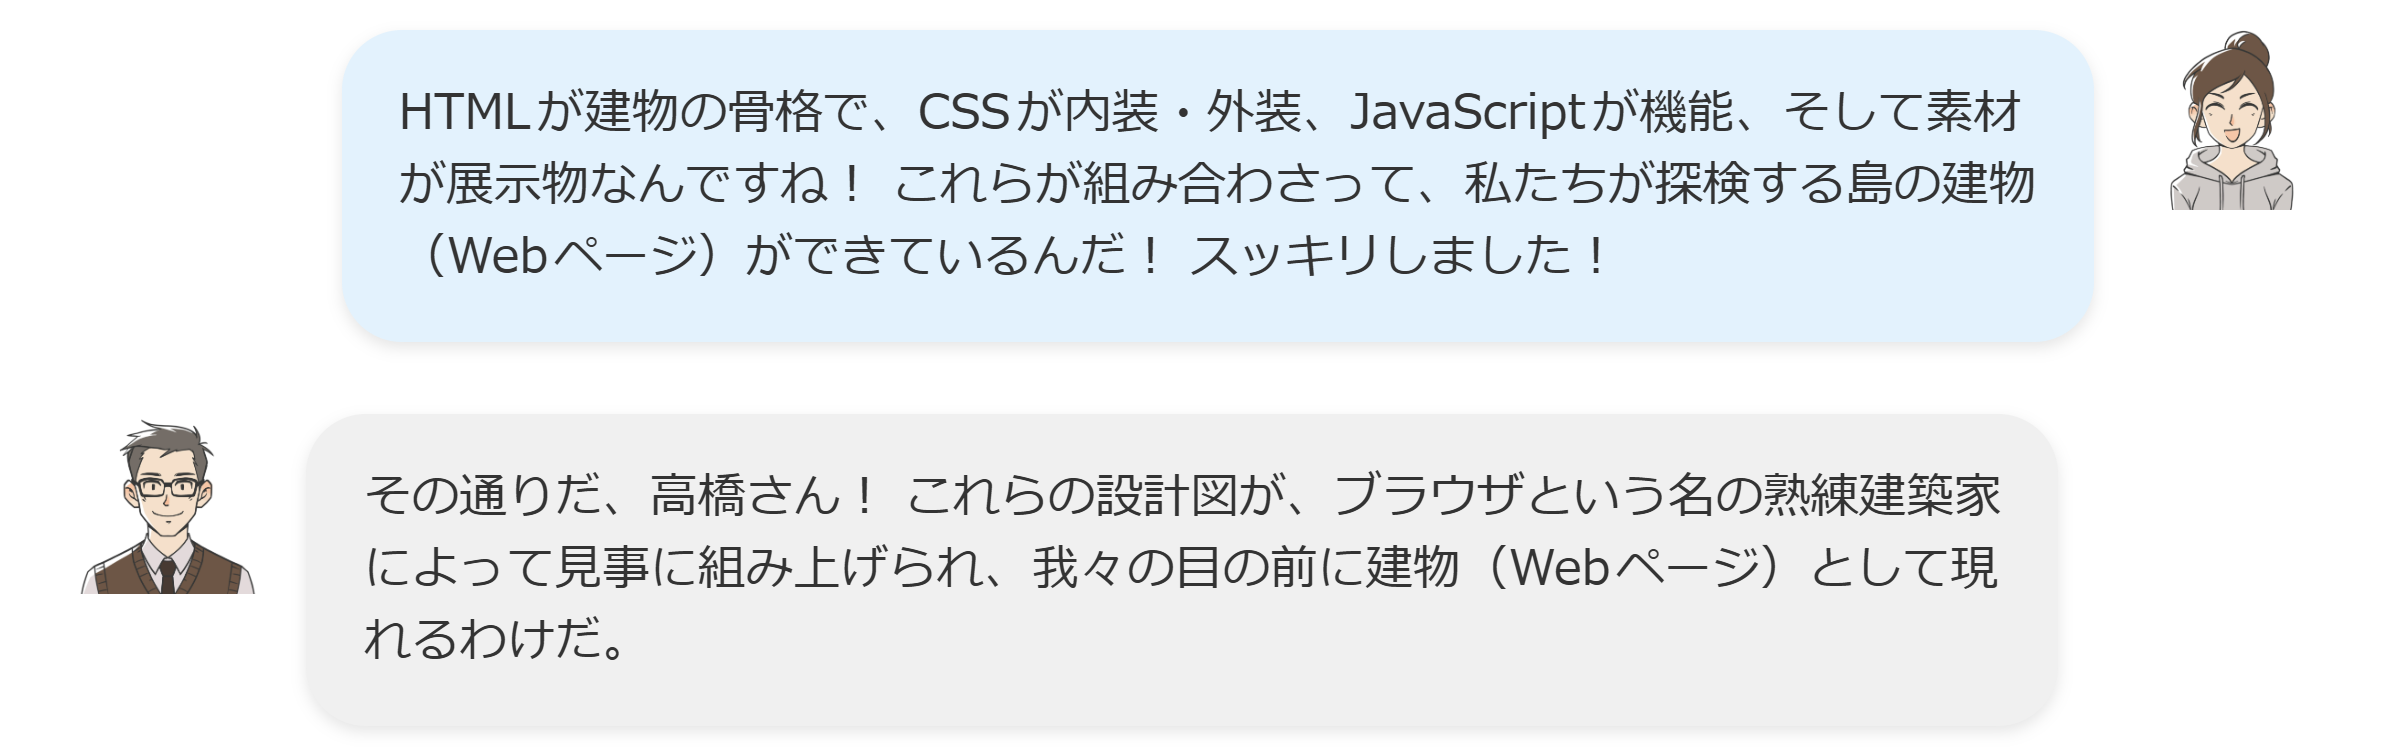 HTMLが建物の骨格で、CSSが内装・外装、JavaScriptが機能、そして素材
が展示物なんですね！ これらが組み合わさって、私たちが探検する島の建物
（Webページ）ができているんだ！ スッキリしました！
その通りだ、高橋さん！ これらの設計図が、ブラウザという名の熟練建築家
によって見事に組み上げられ、我々の目の前に建物（Webページ）として現
れるわけだ。